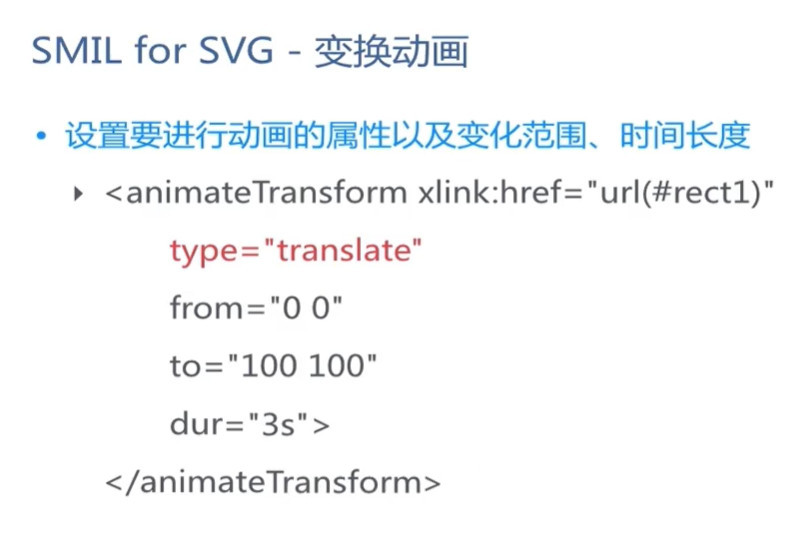 SMIL for SVG - 变换动画
• 设置要进行动画的属性以及变化范围、时间长度
<animateTransform xlink:href="url(#rect1)"
type="translate"
from="0 0"
to="100 100"
dur="3s">
</animateTransform>